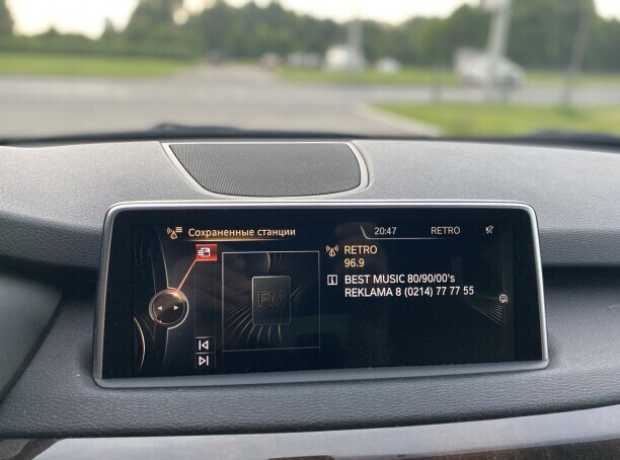 Сохраненные станции
20:47
RETRO
RETRO
96.9
BEST MUSIC 80/90/00's
REKLAMA 8 (0214) 77 77 55
FM